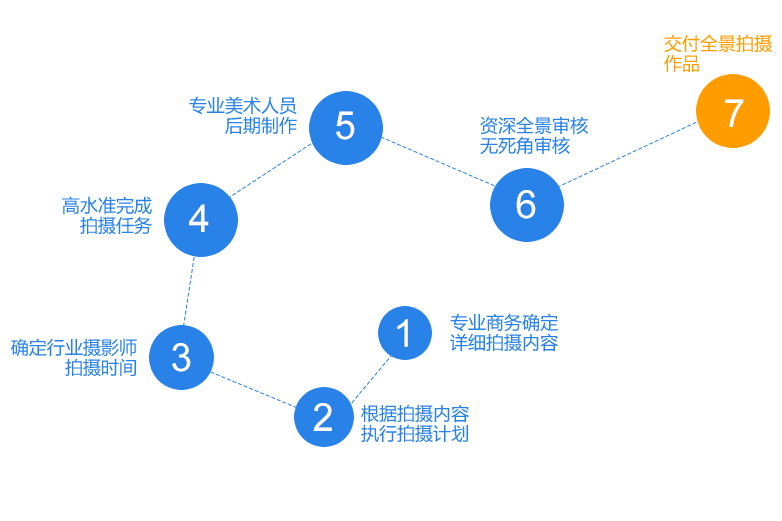 交付全景拍摄
作品
7
专业美术人员
后期制作
5
资深全景审核
无死角审核
6
高水准完成
拍摄任务
4
1
专业商务确定
详细拍摄内容
确定行业摄影师
拍摄时间
3
2
根据拍摄内容
执行拍摄计划